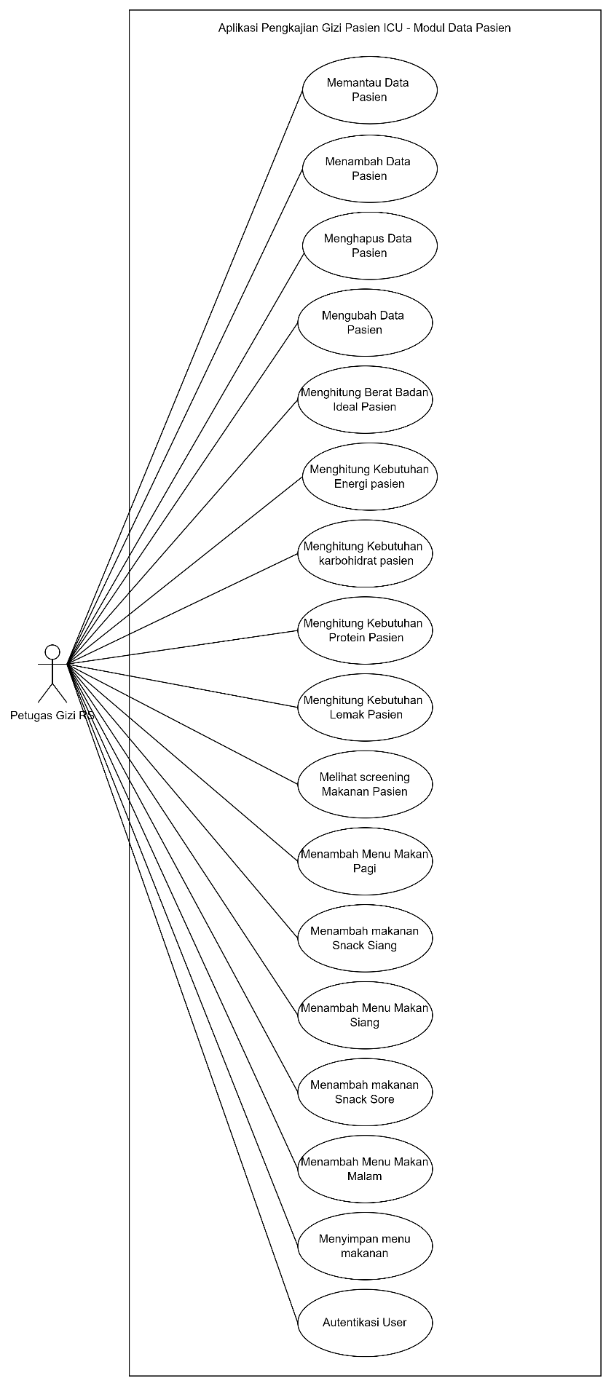 Aplikasi Pengkajian Gizi Pasien ICU - Modul Data Pasien
Memantau Data
Pasien
Menambah Data
Pasien
Menghapus Data
Pasien
Mengubah Data
Pasien
Menghitung Berat Badan
Ideal Pasien
Menghitung Kebutuhan
Energi pasien
Menghitung Kebutuhan
karbohidrat pasien
Menghitung Kebutuhan
Protein Pasien
Petugas Gizi RS
Menghitung Kebutuhan
Lemak Pasien
Melihat screening
Makanan Pasien
Menambah Menu Makan
Pagi
Menambah makanan
Snack Siang
Menambah Menu Makan
Siang
Menambah makanan
Snack Sore
Menambah Menu Makan
Malam
Menyimpan menu
makanan
Autentikasi User